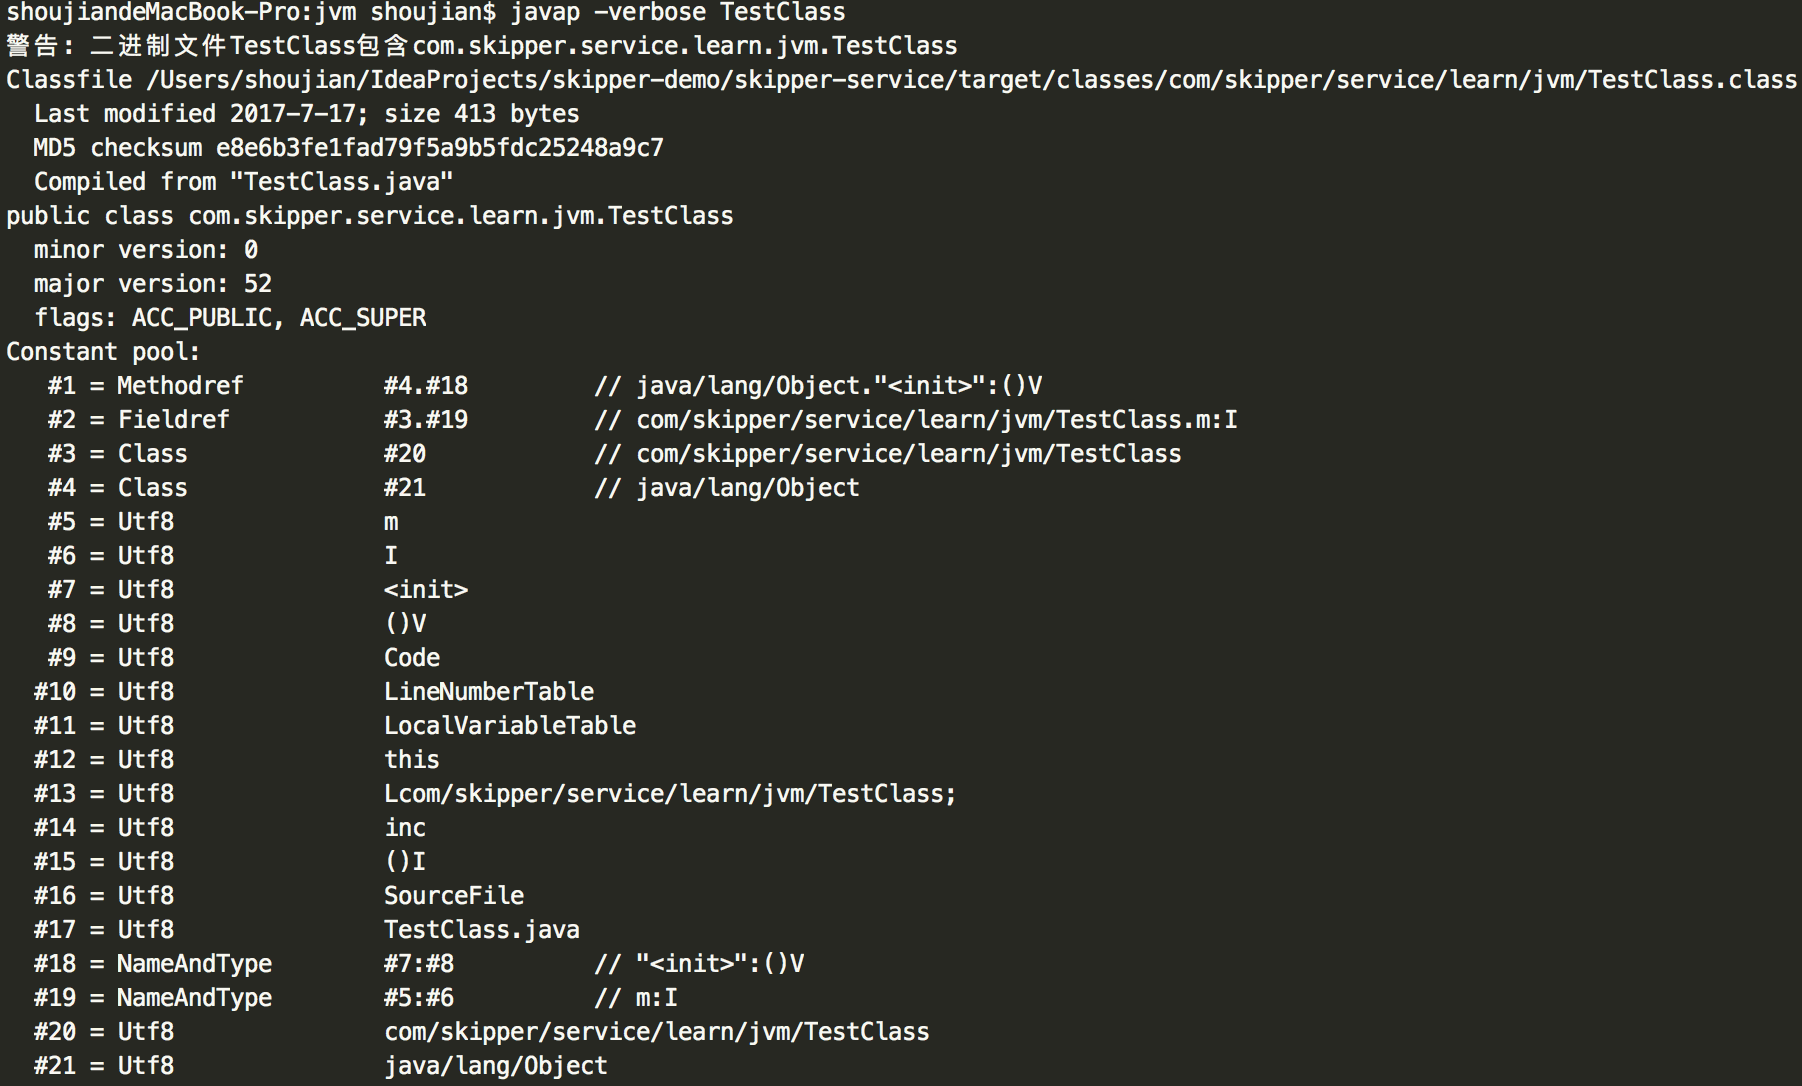 shoujiandeMacBook-Pro:jvm shoujian$ javap -verbose TestClass
警告: 二进制文件TestClass包含com.skipper.service.learn.jvm.TestClass
Classfile /Users/shoujian/IdeaProjects/skipper-demo/skipper-service/target/classes/com/skipper/service/learn/jvm/TestClass.class
  Last modified 2017-7-17; size 413 bytes
  MD5 checksum e8e6b3fe1fad79f5a9b5fdc25248a9c7
  Compiled from "TestClass.java"
public class com.skipper.service.learn.jvm.TestClass
  minor version: 0
  major version: 52
  flags: ACC_PUBLIC, ACC_SUPER
Constant pool:
   #1 = Methodref          #4.#18         // java/lang/Object."<init>":()V
   #2 = Fieldref           #3.#19         // com/skipper/service/learn/jvm/TestClass.m:I
   #3 = Class              #20            // com/skipper/service/learn/jvm/TestClass
   #4 = Class              #21            // java/lang/Object
   #5 = Utf8               m
   #6 = Utf8               I
   #7 = Utf8               <init>
   #8 = Utf8               ()V
   #9 = Utf8               Code
  #10 = Utf8               LineNumberTable
  #11 = Utf8               LocalVariableTable
  #12 = Utf8               this
  #13 = Utf8               Lcom/skipper/service/learn/jvm/TestClass;
  #14 = Utf8               inc
  #15 = Utf8               ()I
  #16 = Utf8               SourceFile
  #17 = Utf8               TestClass.java
  #18 = NameAndType        #7:#8          // "<init>":()V
  #19 = NameAndType        #5:#6          // m:I
  #20 = Utf8               com/skipper/service/learn/jvm/TestClass
  #21 = Utf8               java/lang/Object